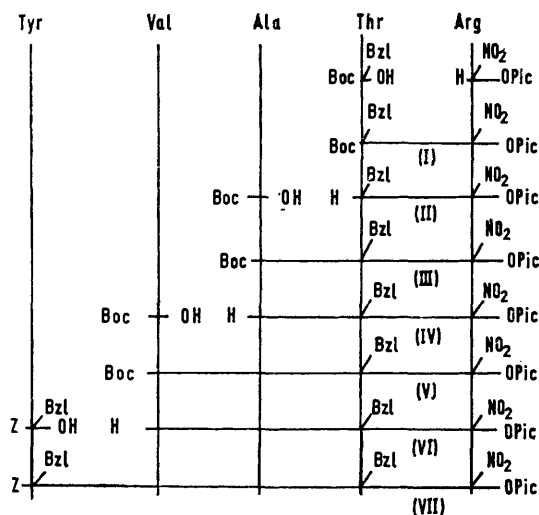 Tyr Val Ala Thr Arg
Bzl NO2
Boc OH H OPic
Bzl NO2
Boc OPic
(I)
Bzl NO2
Boc OH H OPic
(II)
Bzl NO2
Boc OPic
(III)
Bzl NO2
Boc OH H OPic
(IV)
Bzl NO2
Boc OPic
(V)
Bzl Bzl NO2
Z OH H OPic
(VI)
Bzl Bzl NO2
Z OPic
(VII)